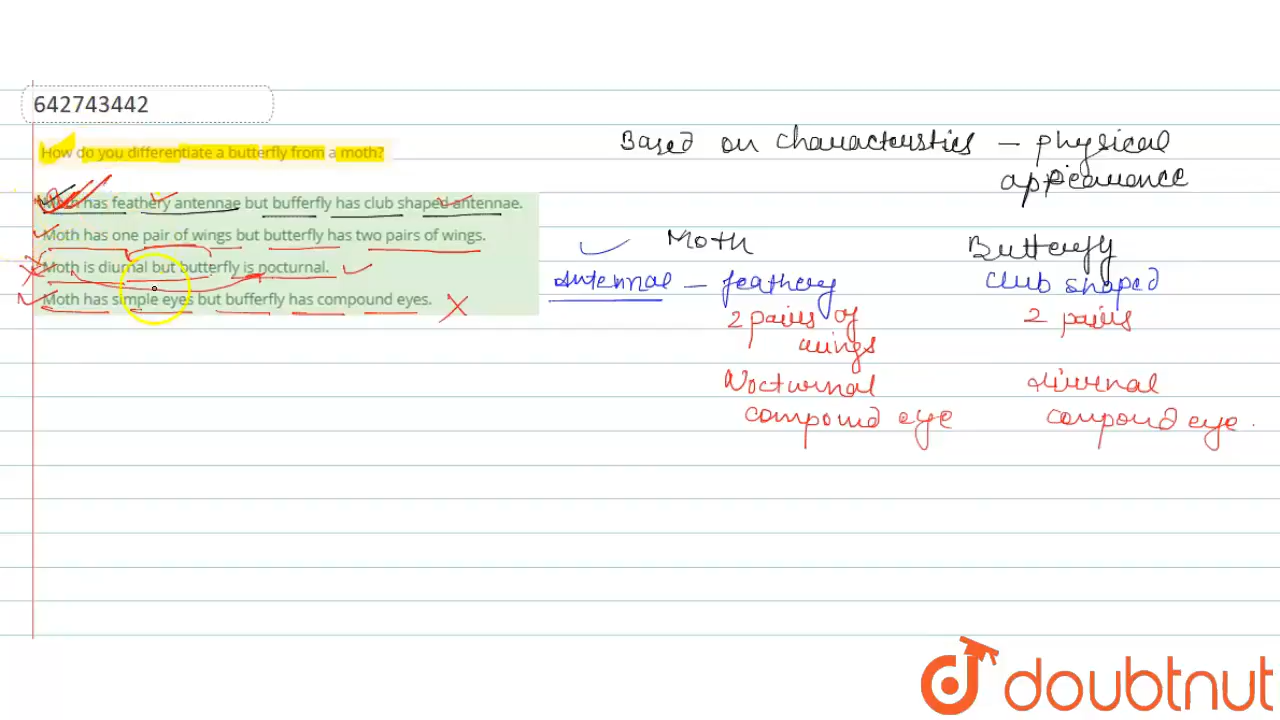 642743442
How do you differentiate a butterfly from a moth?
Moth has feathery antennae but bufferfly has club shaped antennae.
Moth has one pair of wings but butterfly has two pairs of wings.
Moth is diurnal but butterfly is nocturnal.
Moth has simple eyes but bufferfly has compound eyes.
Based on characteristics - physical
appearance
Moth Butterfly
Antennal - feathery Club shaped
2 pairs of 2 pairs
wings
Nocturnal diurnal
compound eye compound eye.
doubtnut